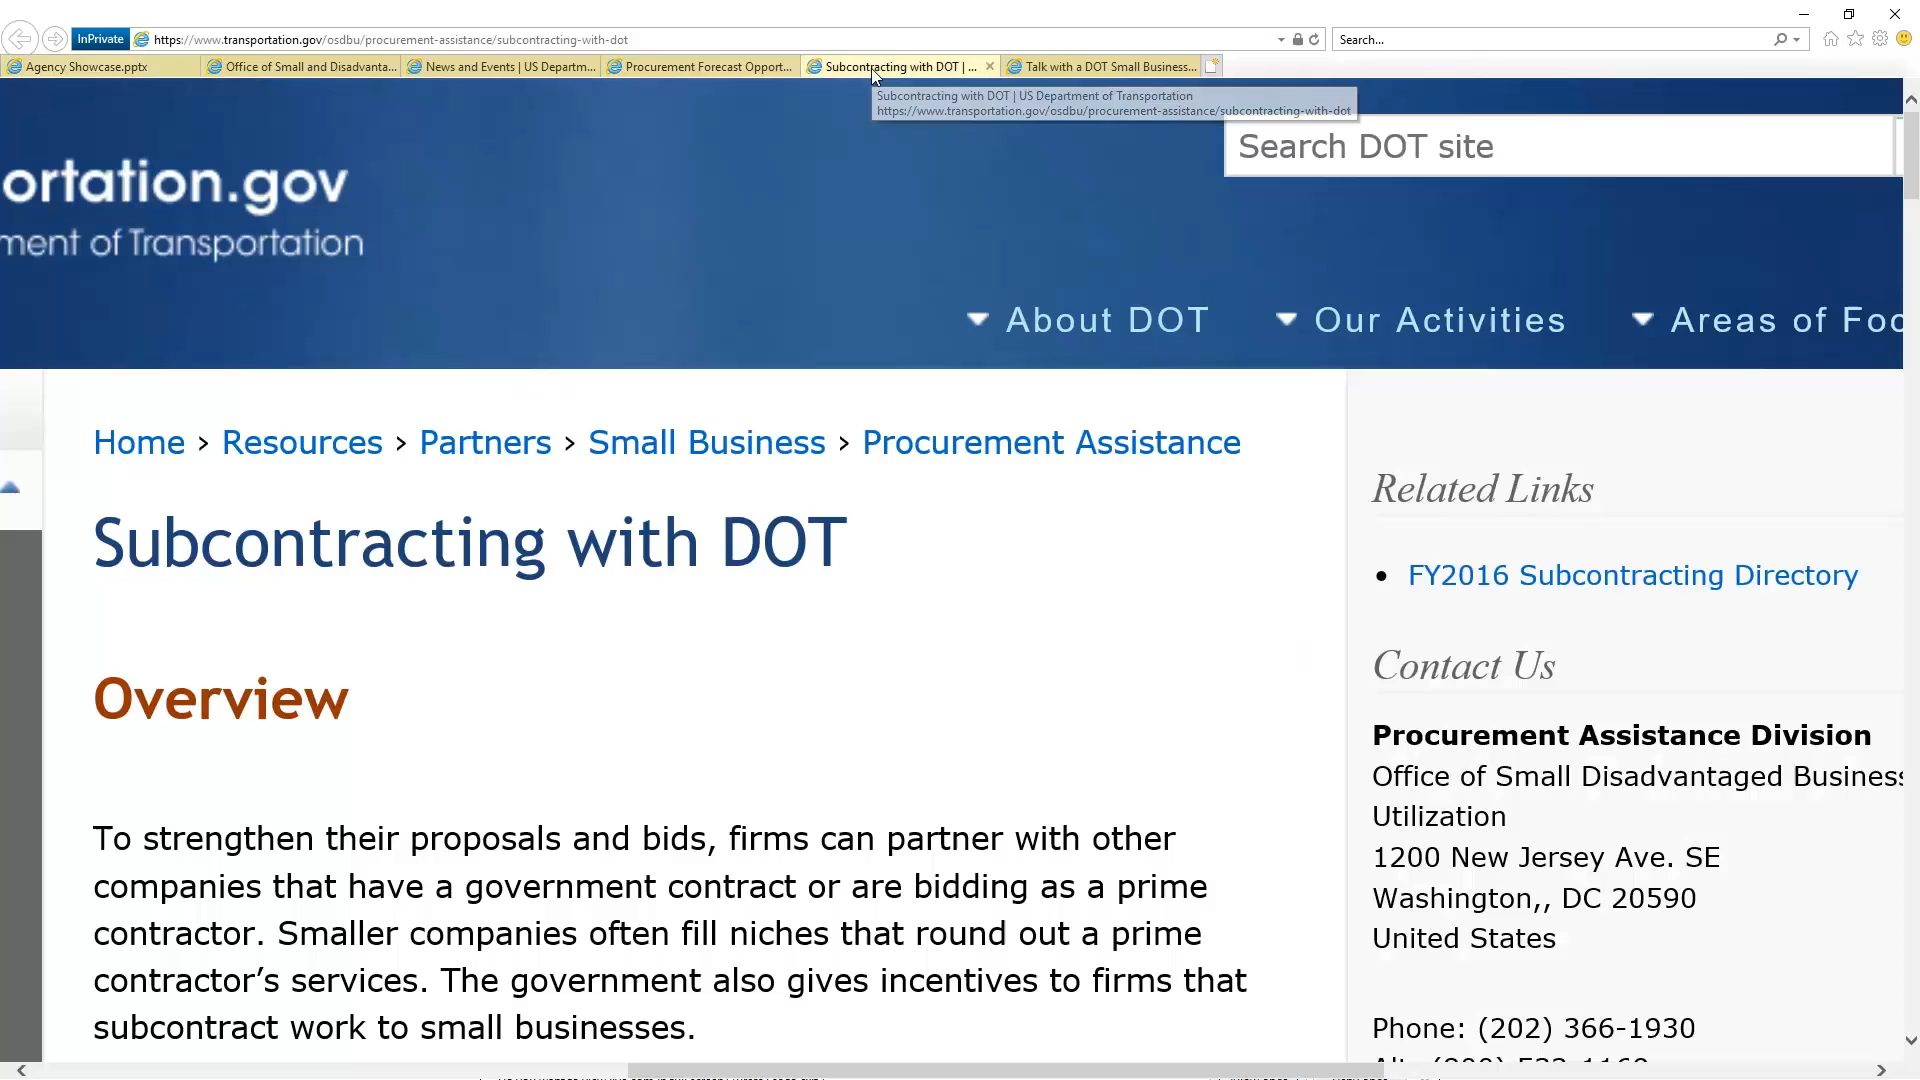 InPrivate https://www.transportation.gov/osdbu/procurement-assistance/subcontracting-with-dot Search...
Agency Showcase.pptx Office of Small and Disadvanta... News and Events | US Departm... Procurement Forecast Opport... Subcontracting with DOT | ... Talk with a DOT Small Business...
Subcontracting with DOT | US Department of Transportation
https://www.transportation.gov/osdbu/procurement-assistance/subcontracting-with-dot
Search DOT site
ortation.gov
ment of Transportation
About DOT Our Activities Areas of Foc
Home › Resources › Partners › Small Business › Procurement Assistance
Subcontracting with DOT
Overview
To strengthen their proposals and bids, firms can partner with other
companies that have a government contract or are bidding as a prime
contractor. Smaller companies often fill niches that round out a prime
contractor’s services. The government also gives incentives to firms that
subcontract work to small businesses.
Related Links
• FY2016 Subcontracting Directory
Contact Us
Procurement Assistance Division
Office of Small Disadvantaged Business
Utilization
1200 New Jersey Ave. SE
Washington,, DC 20590
United States
Phone: (202) 366-1930